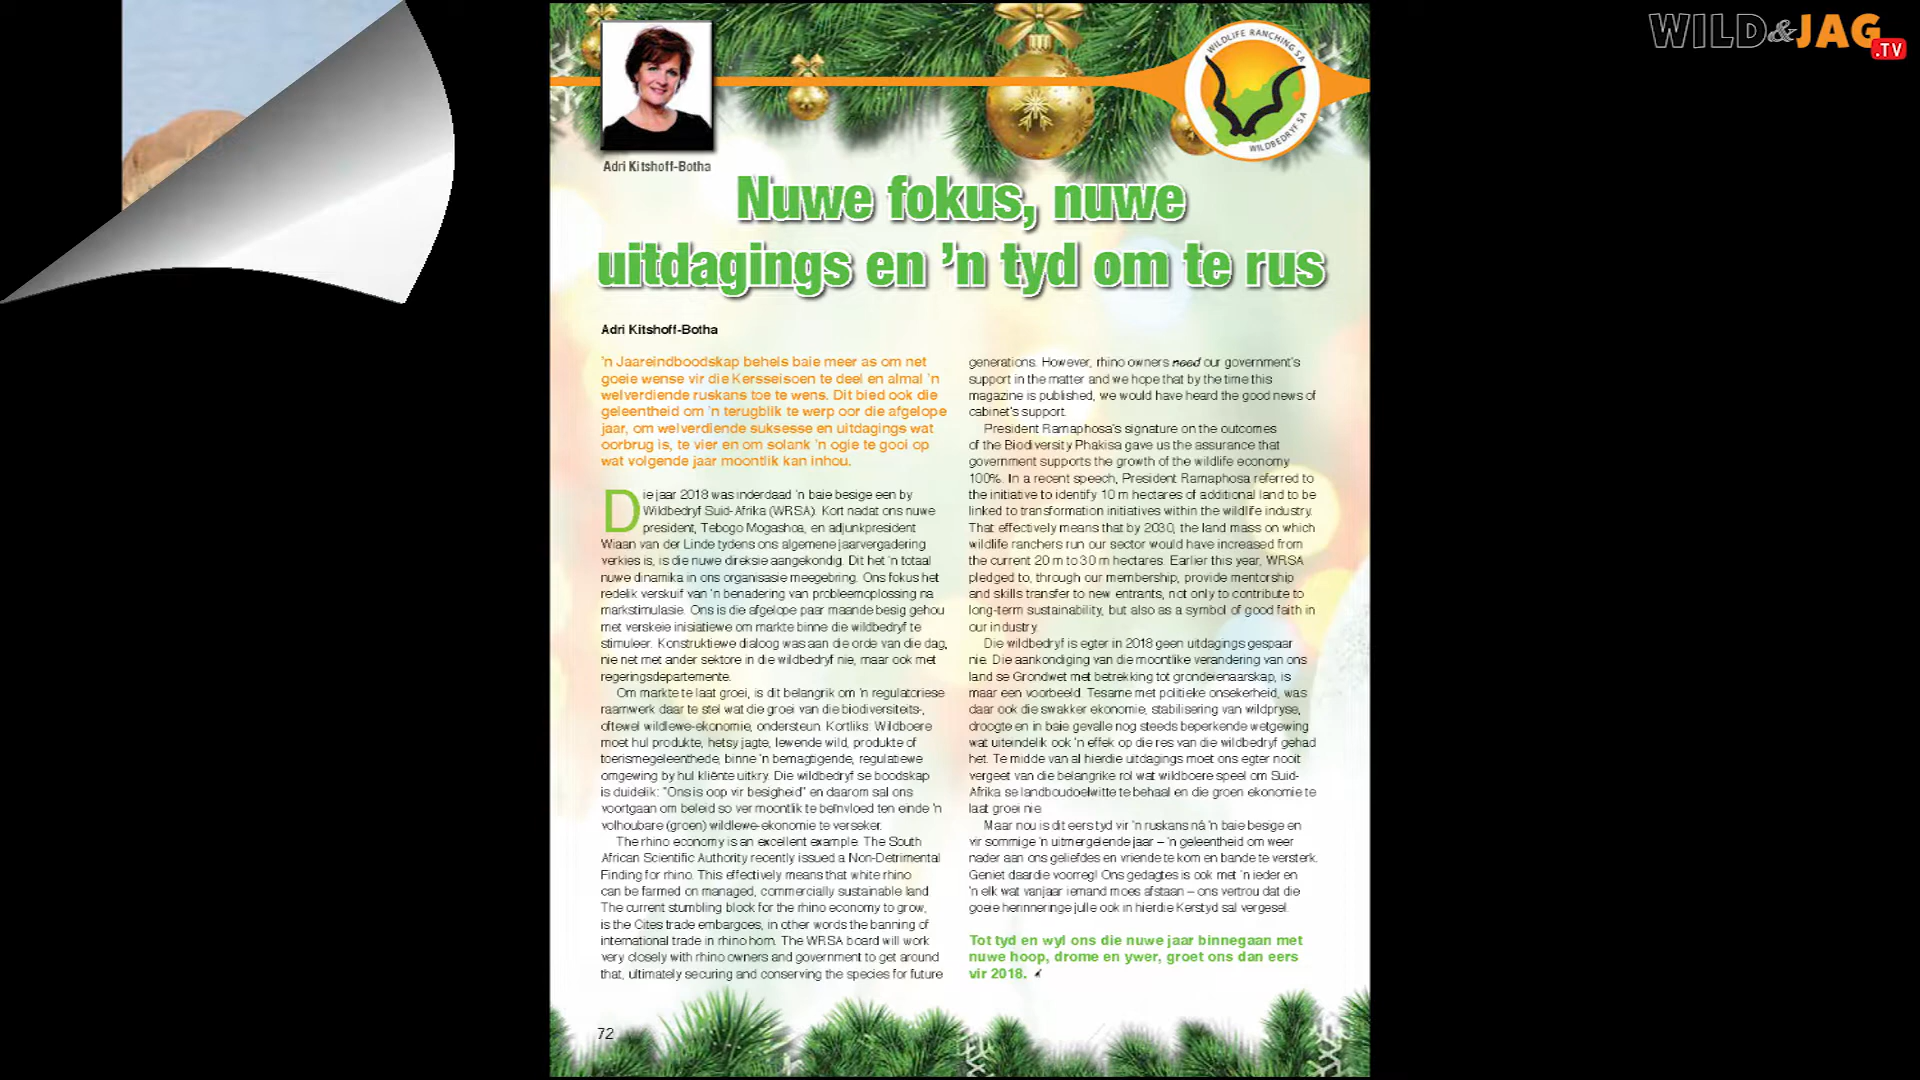 WILD&JAG
.TV
WILDLIFE RANCHING SA
WILDBEDRYF SA
Adri Kitshoff-Botha
Nuwe fokus, nuwe
uitdagings en 'n tyd om te rus
Adri Kitshoff-Botha
'n Jaareindboodskap behels baie meer as om net
goeie wense vir die Kersseisoen te deel en almal 'n
welverdiende ruskans toe te wens. Dit bied ook die
geleentheid om 'n terugblik te werp oor die afgelope
jaar, om welverdiende suksesse en uitdagings wat
oorbrug is, te vier en om solank 'n ogie te gooi op
wat volgende jaar moontlik kan inhou.
Die jaar 2018 was inderdaad 'n baie besige een by
Wildbedryf Suid-Afrika (WRSA). Kort nadat ons nuwe
president, Tebogo Mogashoa, en adjunkpresident
Wiaan van der Linde tydens ons algemene jaarvergadering
verkies is, is die nuwe direksie aangekondig. Dit het 'n totaal
nuwe dinamika in ons organisasie meegebring. Ons fokus het
redelik verskuif van 'n benadering van probleemoplossing na
markstimulasie. Ons is die afgelope paar maande besig gehou
met verskeie inisiatiewe om markte binne die wildbedryf te
stimuleer. Konstruktiewe dialoog was aan die orde van die dag,
nie net met ander sektore in die wildbedryf nie, maar ook met
regeringsdepartemente.
Om markte te laat groei, is dit belangrik om 'n regulatoriese
raamwerk daar te stel wat die groei van die biodiversiteits-,
oftewel wildlewe-ekonomie, ondersteun. Kortliks: Wildboere
moet hul produkte, hetsy jagte, lewende wild, produkte of
toerismegeleenthede, binne 'n bemagtigende, regulatiewe
omgewing by hul kliënte uitkry. Die wildbedryf se boodskap
is duidelik: "Ons is oop vir besigheid" en daarom sal ons
voortgaan om beleid so ver moontlik te beïnvloed ten einde 'n
volhoubare (groen) wildlewe-ekonomie te verseker.
The rhino economy is an excellent example. The South
African Scientific Authority recently issued a Non-Detrimental
Finding for rhino. This effectively means that white rhino
can be farmed on managed, commercially sustainable land.
The current stumbling block for the rhino economy to grow,
is the Cites trade embargoes, in other words the banning of
international trade in rhino horn. The WRSA board will work
very closely with rhino owners and government to get around
that, ultimately securing and conserving the species for future
generations. However, rhino owners need our government's
support in the matter and we hope that by the time this
magazine is published, we would have heard the good news of
cabinet's support.
President Ramaphosa's signature on the outcomes
of the Biodiversity Phakisa gave us the assurance that
government supports the growth of the wildlife economy
100%. In a recent speech, President Ramaphosa referred to
the initiative to identify 10 m hectares of additional land to be
linked to transformation initiatives within the wildlife industry.
That effectively means that by 2030, the land mass on which
wildlife ranchers run our sector would have increased from
the current 20 m to 30 m hectares. Earlier this year, WRSA
pledged to, through our membership, provide mentorship
and skills transfer to new entrants, not only to contribute to
long-term sustainability, but also as a symbol of good faith in
our industry.
Die wildbedryf is egter in 2018 geen uitdagings gespaar
nie. Die aankondiging van die moontlike verandering van ons
land se Grondwet met betrekking tot grondeienaarskap, is
maar een voorbeeld. Tesame met politieke onsekerheid, was
daar ook die swakker ekonomie, stabilisering van wildpryse,
droogte en in baie gevalle nog steeds beperkende wetgewing
wat uiteindelik ook 'n effek op die res van die wildbedryf gehad
het. Te midde van al hierdie uitdagings moet ons egter nooit
vergeet van die belangrike rol wat wildboere speel om Suid-
Afrika se landboudoelwitte te behaal en die groen ekonomie te
laat groei nie.
Maar nou is dit eers tyd vir 'n ruskans ná 'n baie besige en
vir sommige 'n uitmergelende jaar – 'n geleentheid om weer
nader aan ons geliefdes en vriende te kom en bande te versterk.
Geniet daardie voorreg! Ons gedagtes is ook met 'n ieder en
'n elk wat vanjaar iemand moes afstaan – ons vertrou dat die
goeie herinneringe julle ook in hierdie Kerstyd sal vergesel.
Tot tyd en wyl ons die nuwe jaar binnegaan met
nuwe hoop, drome en ywer, groet ons dan eers
vir 2018.
72